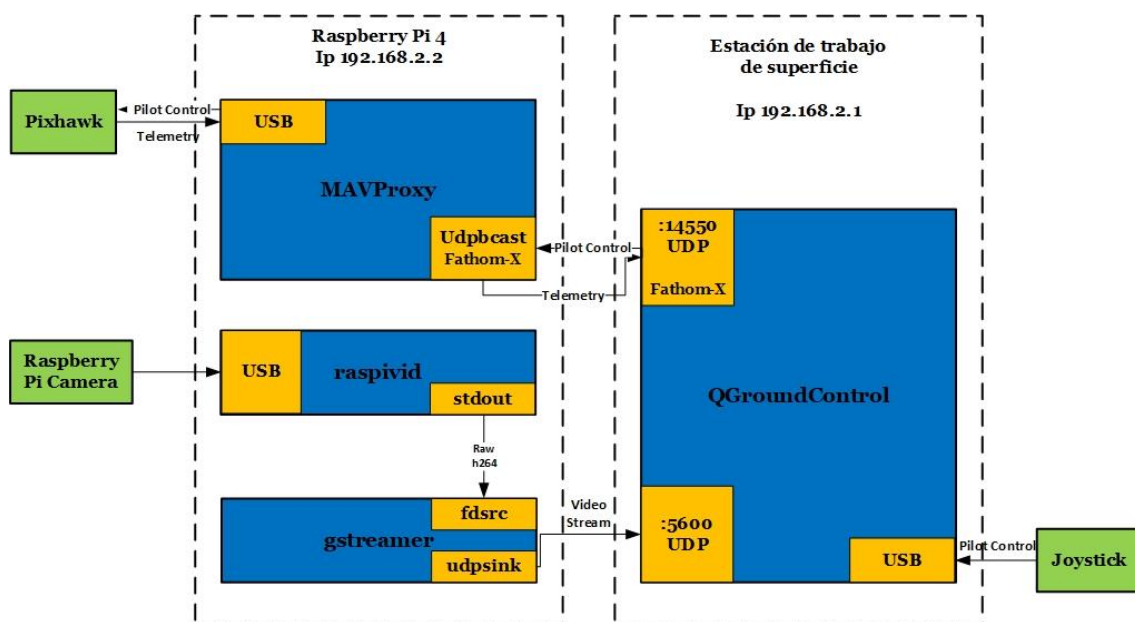 Raspberry Pi 4
Ip 192.168.2.2
Estación de trabajo
de superficie
Ip 192.168.2.1
Pixhawk
Pilot Control
Telemetry
USB
MAVProxy
Udpbcast
Fathom-X
Pilot Control
Telemetry
:14550
UDP
Fathom-X
Raspberry
Pi Camera
USB
raspivid
stdout
QGroundControl
Raw
h264
fdsrc
gstreamer
udpsink
Video
Stream
:5600
UDP
USB
Pilot Control
Joystick